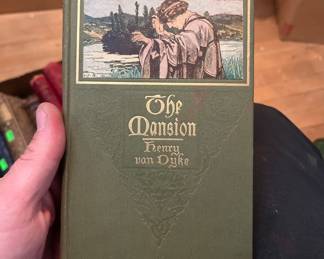 The
Mansion
Henry
van Dyke